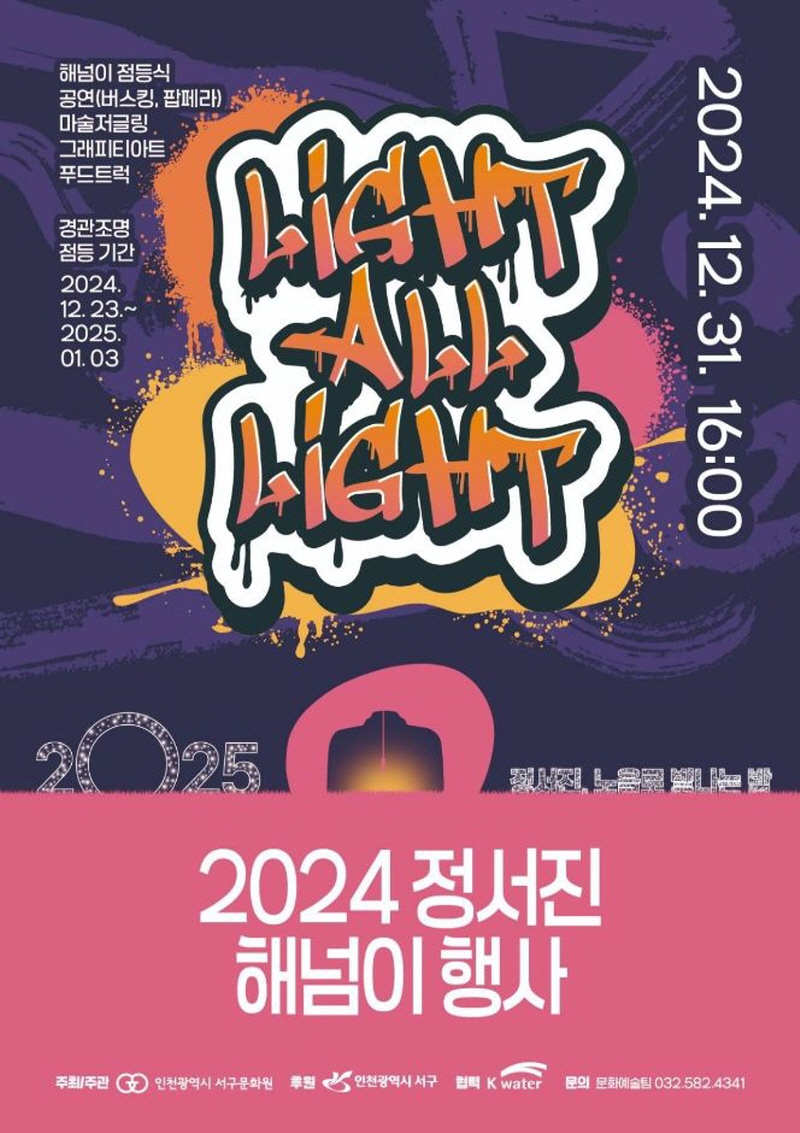 해넘이 점등식
공연(버스킹, 팝페라)
마술저글링
그래피티아트
푸드트럭
경관조명
점등 기간
2024.
12. 23.~
2025.
01. 03
LIGHT
ALL
LIGHT
2024. 12. 31. 16:00
2025
정서진, 노을로 빛나는 밤
2024 정서진
해넘이 행사
주최/주관 인천광역시 서구문화원 후원 인천광역시 서구 협력 K water 문의 문화예술팀 032.582.4341